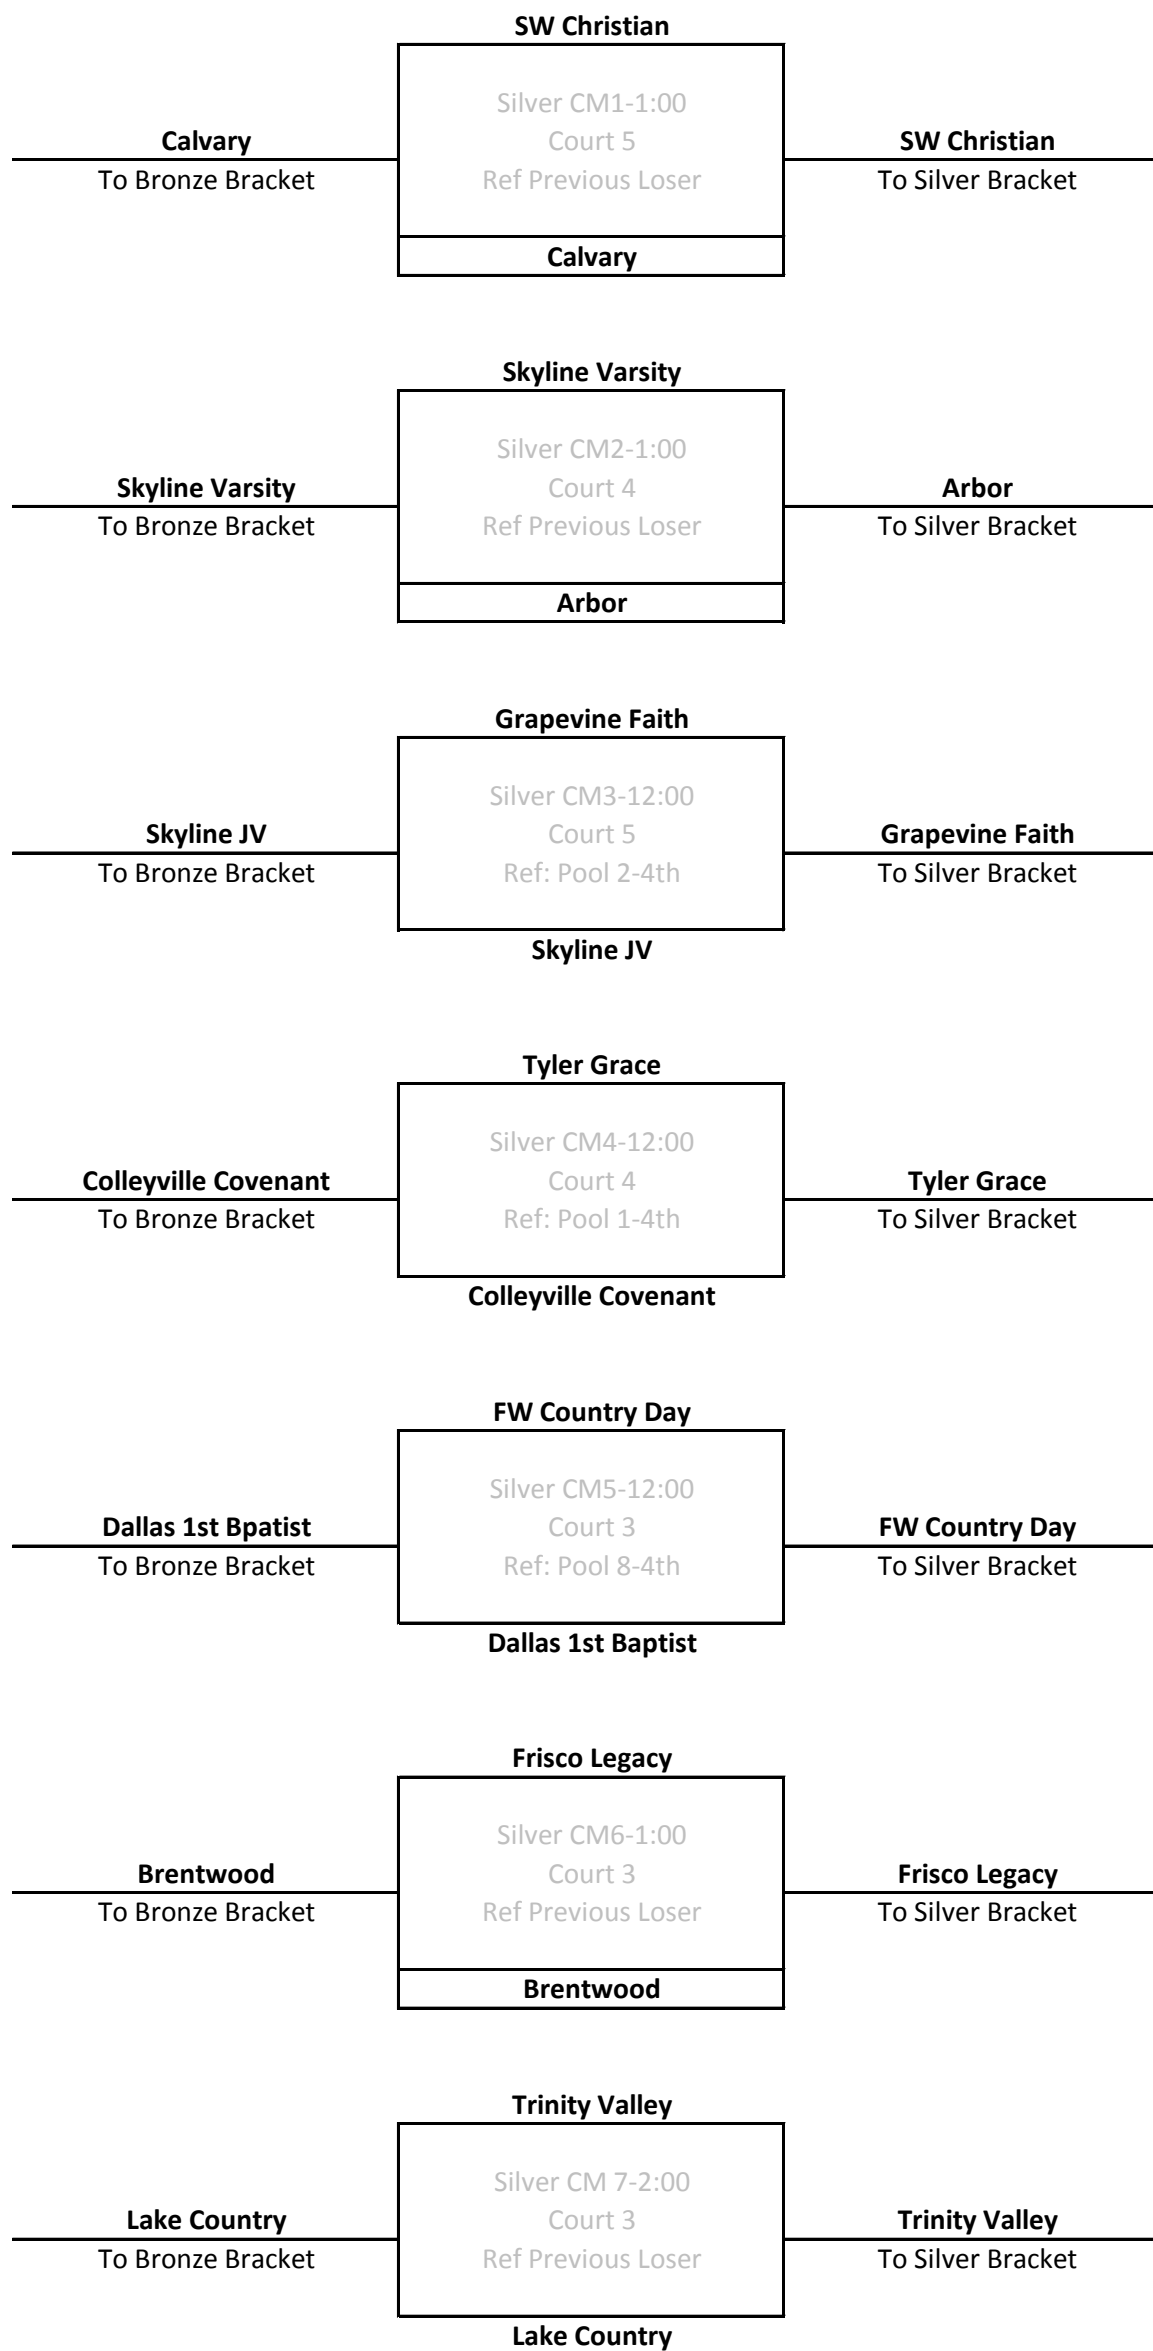 SW Christian
Silver CM1-1:00
Calvary
Court 5
SW Christian
To Bronze Bracket
Ref Previous Loser
To Silver Bracket
Calvary
Skyline Varsity
Silver CM2-1:00
Skyline Varsity
Court 4
Arbor
To Bronze Bracket
Ref Previous Loser
To Silver Bracket
Arbor
Grapevine Faith
Silver CM3-12:00
Skyline JV
Court 5
Grapevine Faith
To Bronze Bracket
Ref: Pool 2-4th
To Silver Bracket
Skyline JV
Tyler Grace
Silver CM4-12:00
Colleyville Covenant
Court 4
Tyler Grace
To Bronze Bracket
Ref: Pool 1-4th
To Silver Bracket
Colleyville Covenant
FW Country Day
Silver CM5-12:00
Dallas 1st Bpatist
Court 3
FW Country Day
To Bronze Bracket
Ref: Pool 8-4th
To Silver Bracket
Dallas 1st Baptist
Frisco Legacy
Silver CM6-1:00
Brentwood
Court 3
Frisco Legacy
To Bronze Bracket
Ref Previous Loser
To Silver Bracket
Brentwood
Trinity Valley
Silver CM 7-2:00
Lake Country
Court 3
Trinity Valley
To Bronze Bracket
Ref Previous Loser
To Silver Bracket
Lake Country